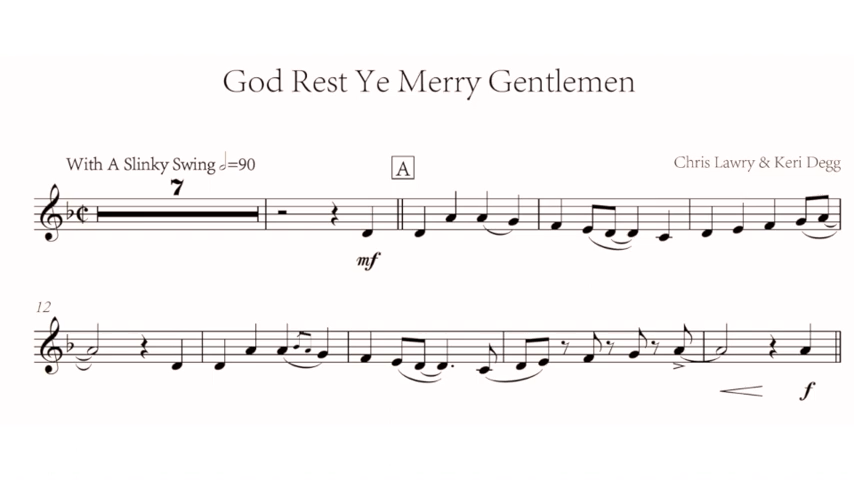 God Rest Ye Merry Gentlemen
With A Slinky Swing 𝅗𝅥=90
A
Chris Lawry & Keri Degg
7
mf
12
f